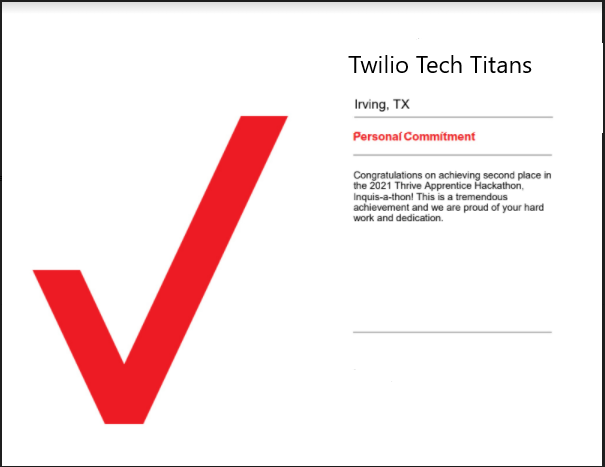 Twilio Tech Titans
Irving, TX
Personal Commitment
Congratulations on achieving second place in
the 2021 Thrive Apprentice Hackathon,
Inquis-a-thon! This is a tremendous
achievement and we are proud of your hard
work and dedication.